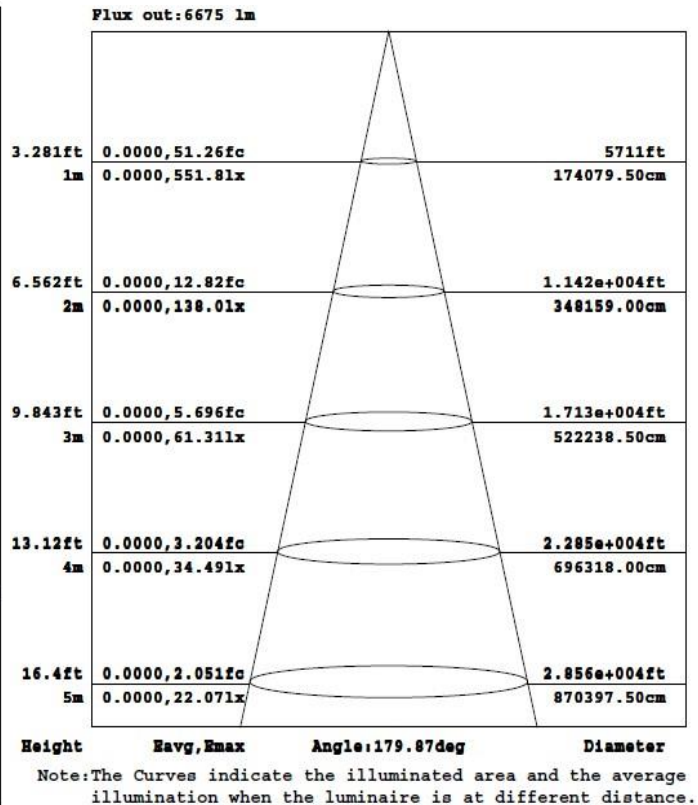 Flux out:6675 lm
3.281ft 0.0000,51.26fc 5711ft
1m 0.0000,551.8lx 174079.50cm
6.562ft 0.0000,12.82fc 1.142e+004ft
2m 0.0000,138.0lx 348159.00cm
9.843ft 0.0000,5.696fc 1.713e+004ft
3m 0.0000,61.31lx 522238.50cm
13.12ft 0.0000,3.204fc 2.285e+004ft
4m 0.0000,34.49lx 696318.00cm
16.4ft 0.0000,2.051fc 2.856e+004ft
5m 0.0000,22.07lx 870397.50cm
Height Eavg,Emax Angle:179.87deg Diameter
Note:The Curves indicate the illuminated area and the average
illumination when the luminaire is at different distance.